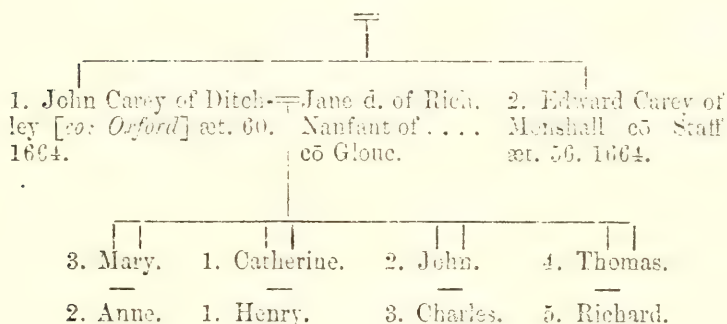 1. John Carey of Ditch-
ley [co: Oxford] æt. 60.
1664.
Jane d. of Rich.
Nanfant of . . . .
cō Glouc.
2. Edward Carey of
Menshall cō Staff
æt. 56. 1664.
3. Mary. 1. Catherine. 2. John. 4. Thomas.
2. Anne. 1. Henry. 3. Charles. 5. Richard.